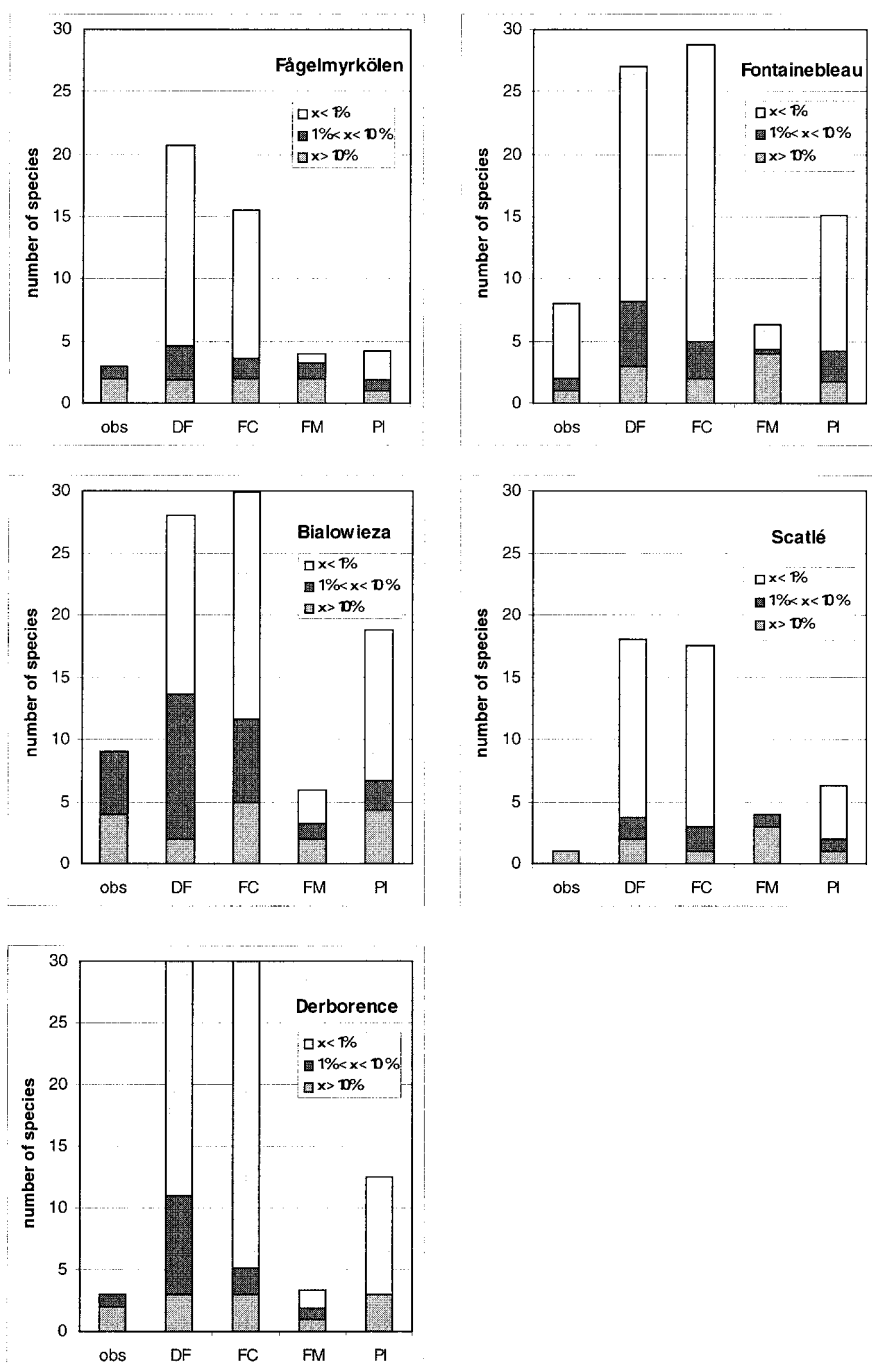 30
25
20
15
10
5
0
number of species
Fågelmyrkölen
x<1%
1%<x<10%
x>10%
obs DF FC FM PI
30
25
20
15
10
5
0
number of species
Fontainebleau
x<1%
1%<x<10%
x>10%
obs DF FC FM PI
30
25
20
15
10
5
0
number of species
Bialowieza
x<1%
1%<x<10%
x>10%
obs DF FC FM PI
30
25
20
15
10
5
0
number of species
Scatlé
x<1%
1%<x<10%
x>10%
obs DF FC FM PI
30
25
20
15
10
5
0
number of species
Derborence
x<1%
1%<x<10%
x>10%
obs DF FC FM PI